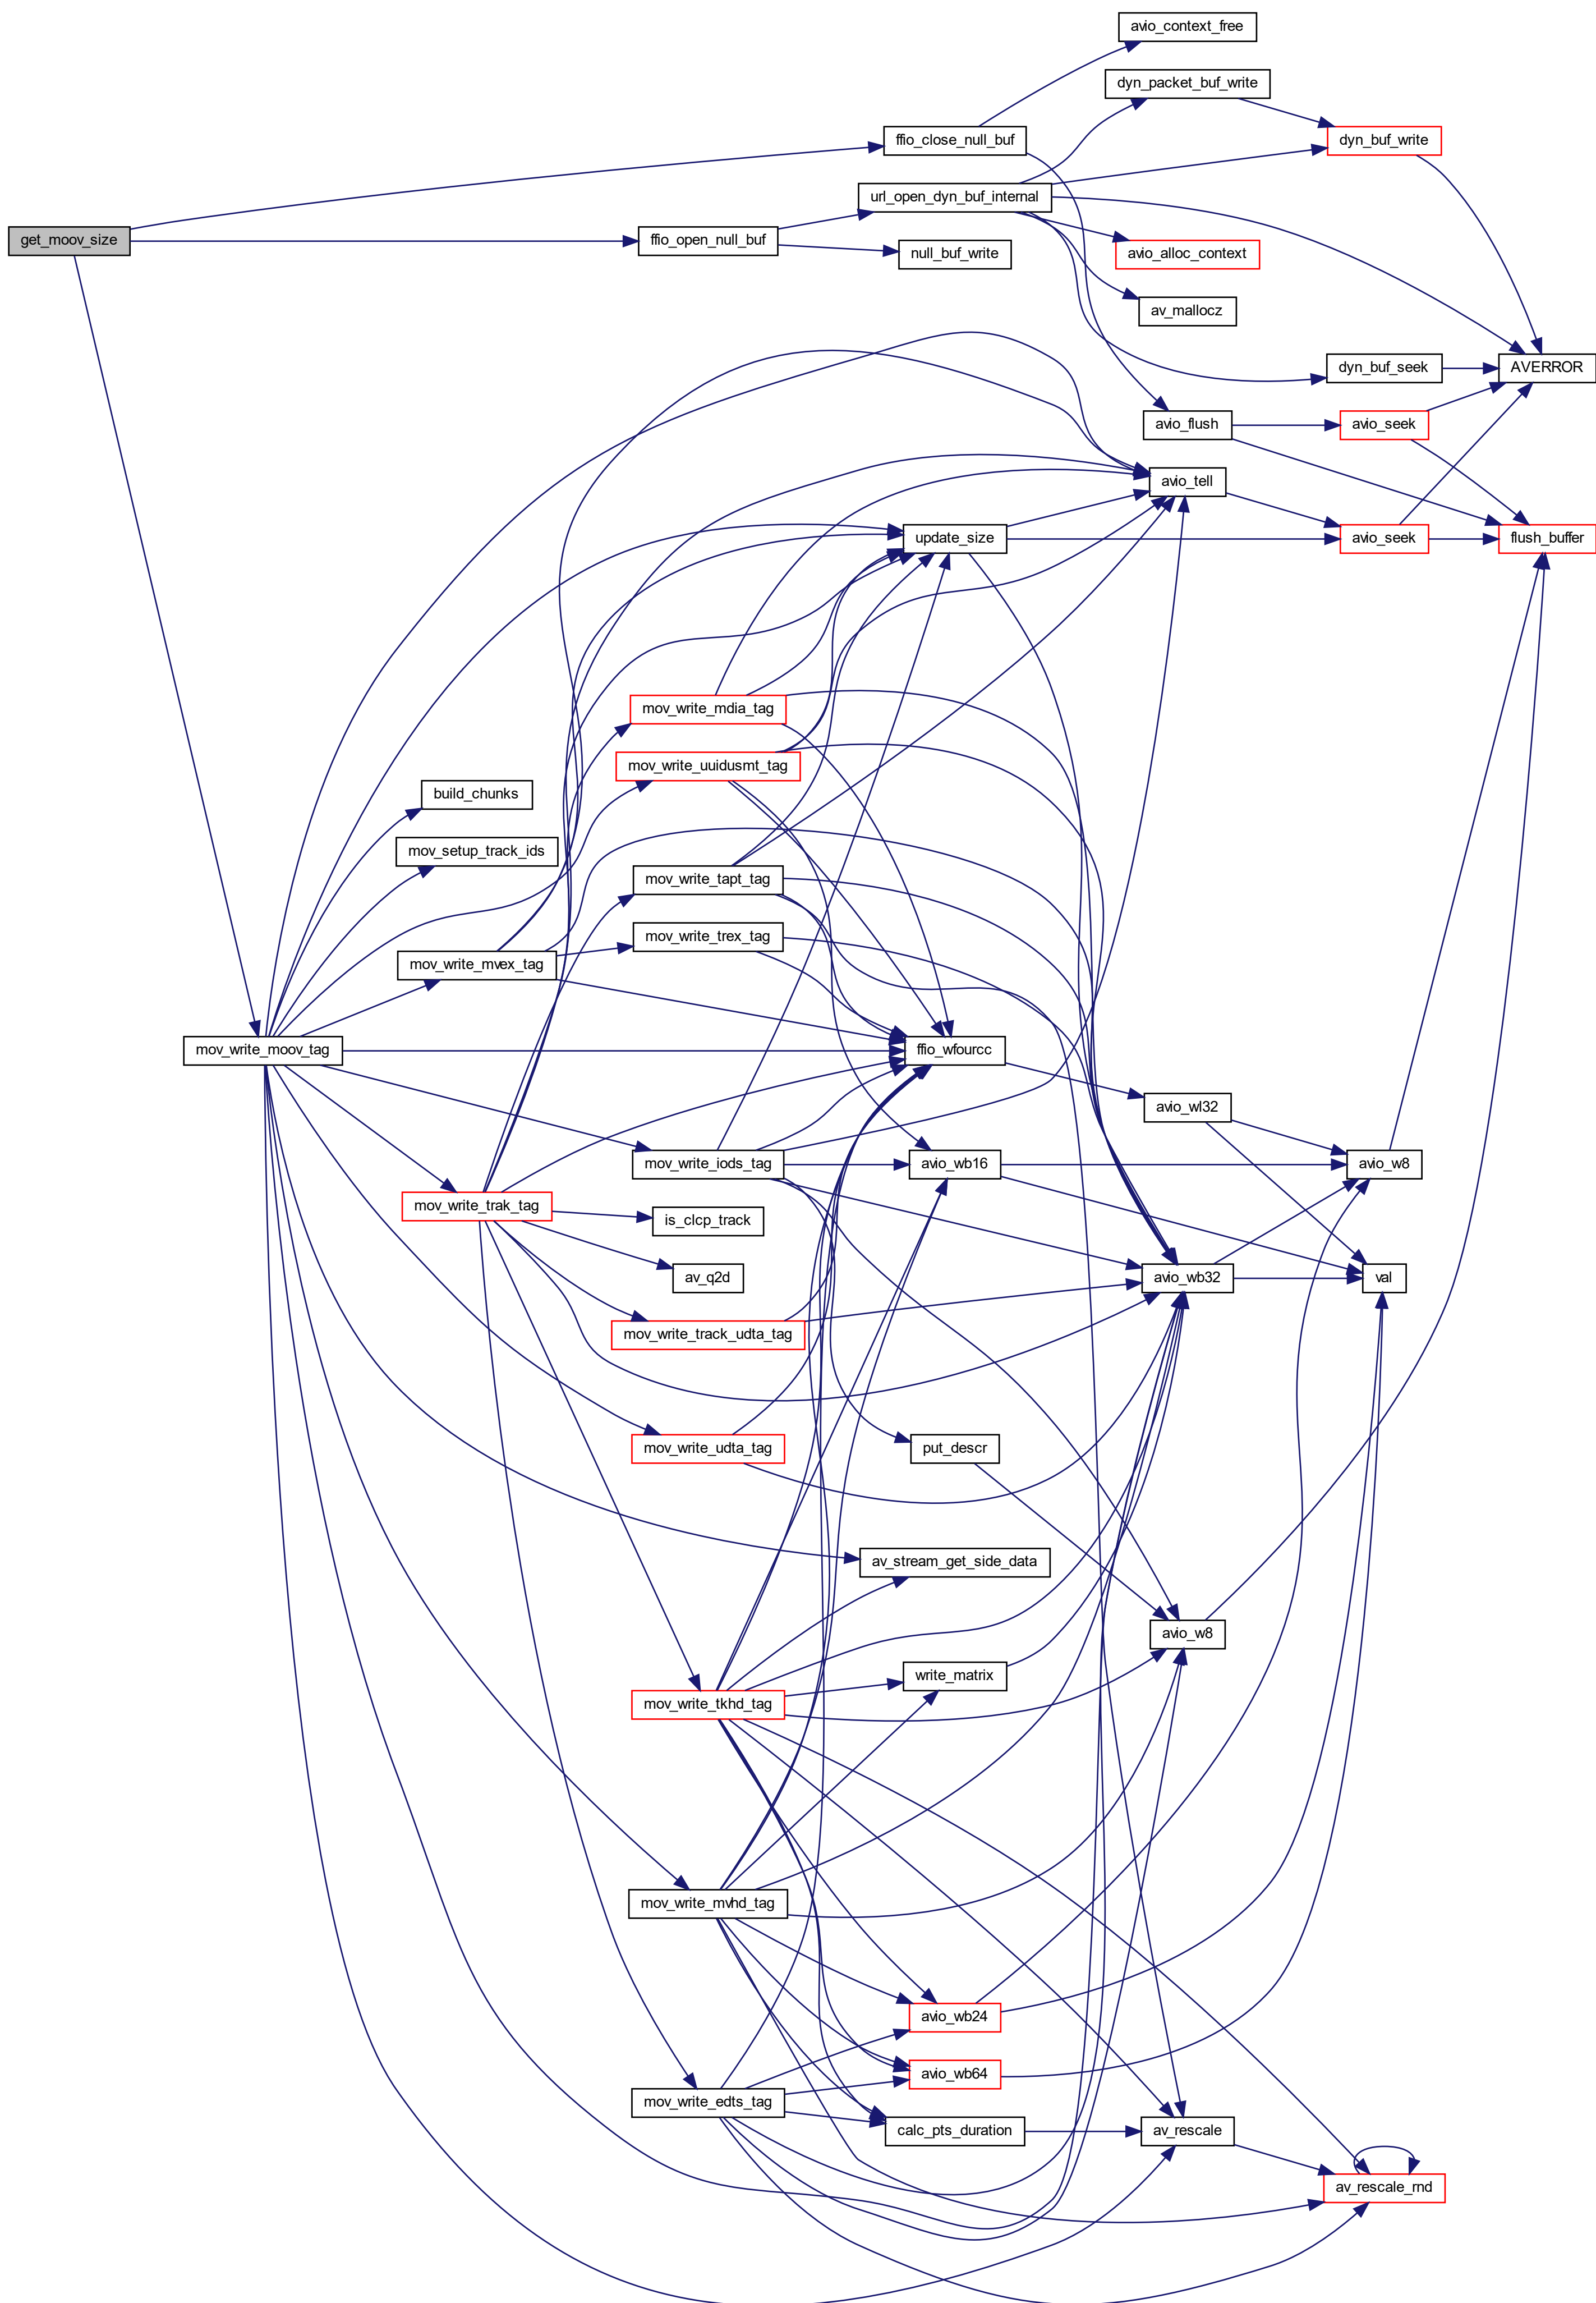 avio_context_free
dyn_packet_buf_write
ffio_close_null_buf
dyn_buf_write
url_open_dyn_buf_internal
get_moov_size
ffio_open_null_buf
null_buf_write
avio_alloc_context
av_mallocz
dyn_buf_seek
AVERROR
avio_flush
avio_seek
avio_tell
update_size
avio_seek
flush_buffer
mov_write_mdia_tag
mov_write_uuidusmt_tag
build_chunks
mov_setup_track_ids
mov_write_tapt_tag
mov_write_trex_tag
mov_write_mvex_tag
mov_write_moov_tag
ffio_wfourcc
avio_wl32
mov_write_iods_tag
avio_wb16
avio_w8
mov_write_trak_tag
is_clcp_track
av_q2d
avio_wb32
val
mov_write_track_udta_tag
mov_write_udta_tag
put_descr
av_stream_get_side_data
avio_w8
write_matrix
mov_write_tkhd_tag
mov_write_mvhd_tag
avio_wb24
avio_wb64
mov_write_edts_tag
calc_pts_duration
av_rescale
av_rescale_rnd